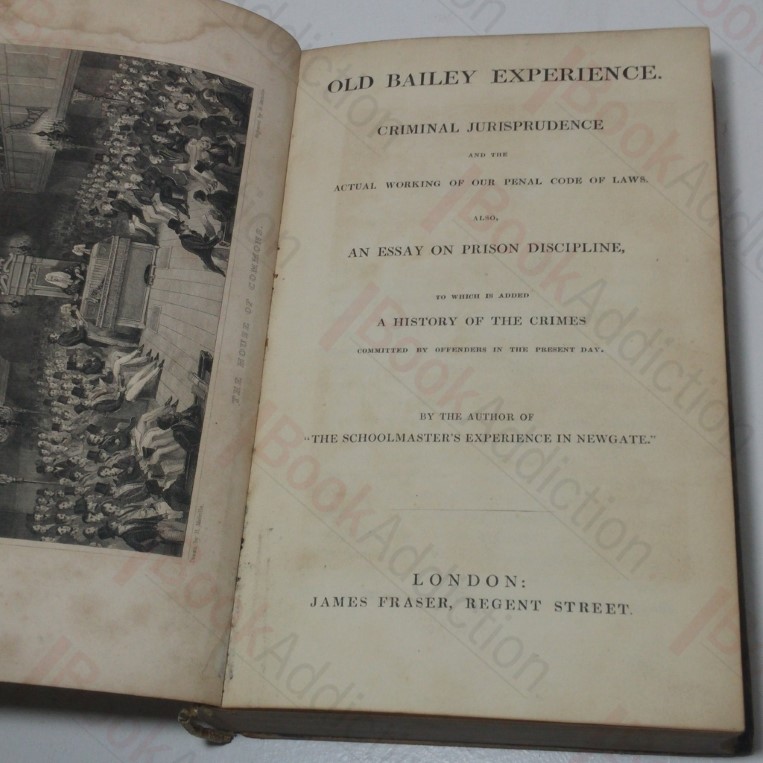 THE HOUSE OF COMMONS.
OLD BAILEY EXPERIENCE.
CRIMINAL JURISPRUDENCE
AND THE
ACTUAL WORKING OF OUR PENAL CODE OF LAWS.
ALSO,
AN ESSAY ON PRISON DISCIPLINE,
TO WHICH IS ADDED
A HISTORY OF THE CRIMES
COMMITTED BY OFFENDERS IN THE PRESENT DAY.
BY THE AUTHOR OF
"THE SCHOOLMASTER'S EXPERIENCE IN NEWGATE."
LONDON:
JAMES FRASER, REGENT STREET.
BookAddiction